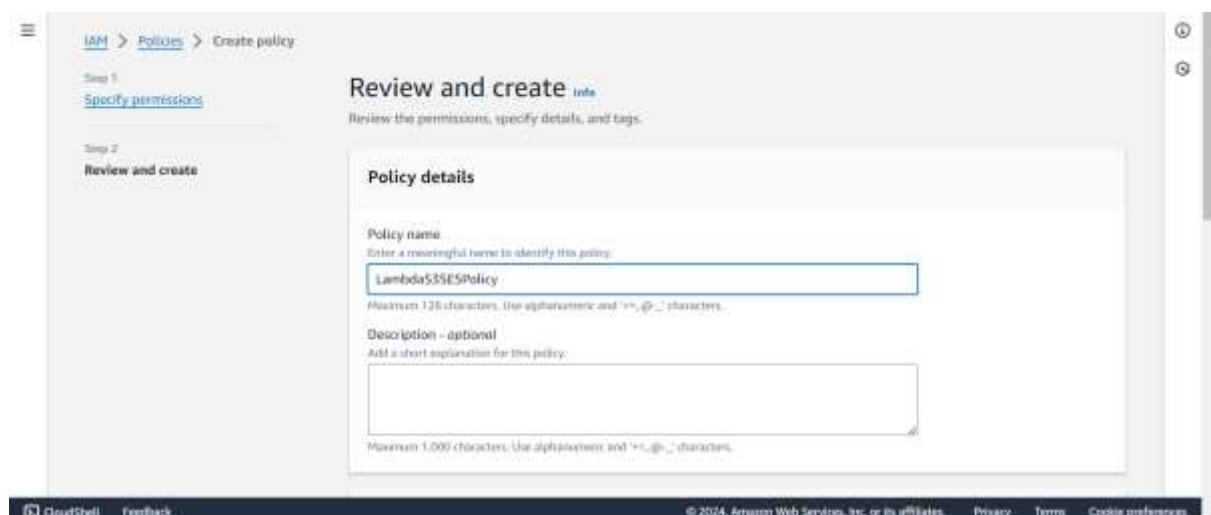 IAM > Policies > Create policy
Step 1
Specify permissions
Step 2
Review and create
Review and create Info
Review the permissions, specify details, and tags.
Policy details
Policy name
Enter a meaningful name to identify this policy.
LambdaS3SESPolicy
Maximum 128 characters. Use alphanumeric and '+=,.@-_' characters.
Description - optional
Add a short explanation for this policy.
Maximum 1,000 characters. Use alphanumeric and '+=,.@-_' characters.
CloudShell Feedback © 2024, Amazon Web Services, Inc. or its affiliates. Privacy Terms Cookie preferences